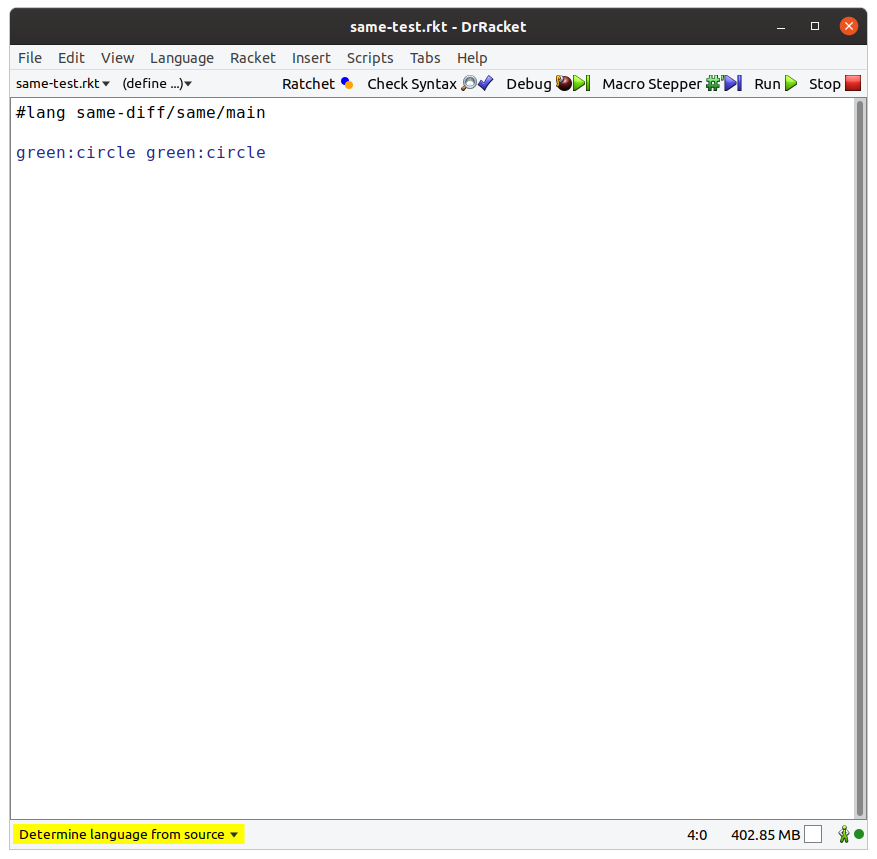 same-test.rkt - DrRacket
File Edit View Language Racket Insert Scripts Tabs Help
same-test.rkt (define ...) Ratchet Check Syntax Debug Macro Stepper Run Stop
#lang same-diff/same/main
green:circle green:circle
Determine language from source 4:0 402.85 MB